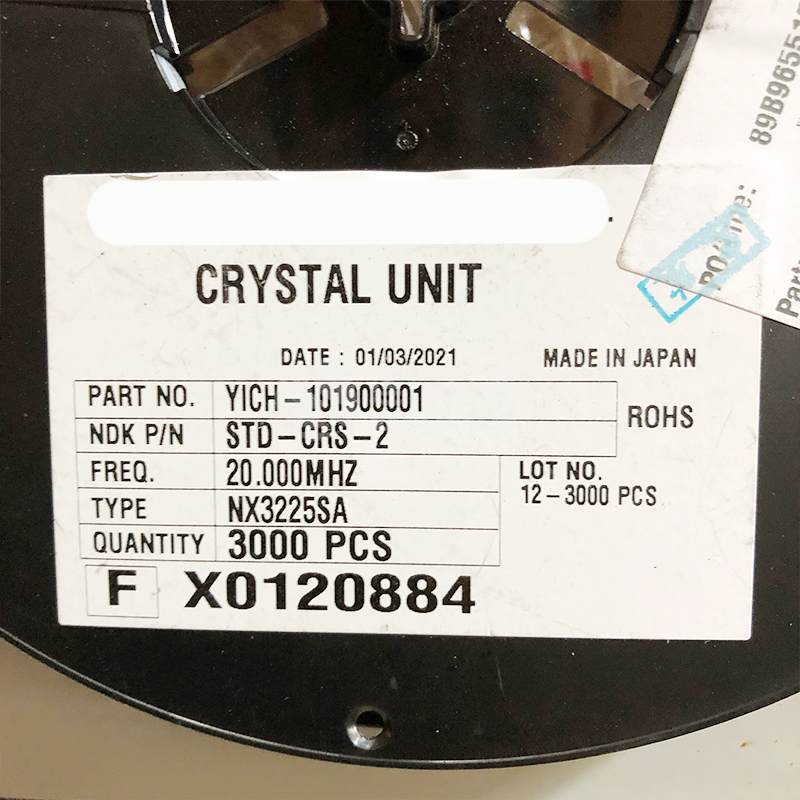 CRYSTAL UNIT
DATE : 01/03/2021 MADE IN JAPAN
PART NO. YICH-101900001
ROHS
NDK P/N STD-CRS-2
FREQ. 20.000MHZ
LOT NO.
12-3000 PCS
TYPE NX3225SA
QUANTITY 3000 PCS
F X0120884